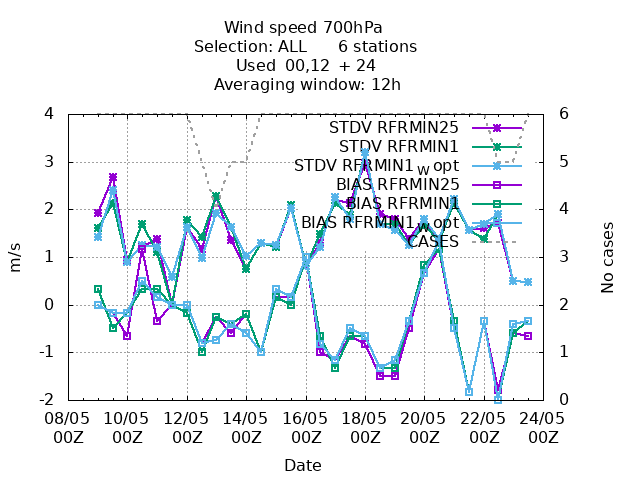 Wind speed 700hPa
Selection: ALL 6 stations
Used 00,12 + 24
Averaging window: 12h
4 6
STDV RFRMIN25
STDV RFRMIN1
3 STDV RFRMIN1_w opt 5
BIAS RFRMIN25
BIAS RFRMIN1
2 4
BIAS RFRMIN1_w opt
CASES
1 3
m/s No cases
0 2
-1 1
-2 0
08/05 10/05 12/05 14/05 16/05 18/05 20/05 22/05 24/05
00Z 00Z 00Z 00Z 00Z 00Z 00Z 00Z 00Z
Date